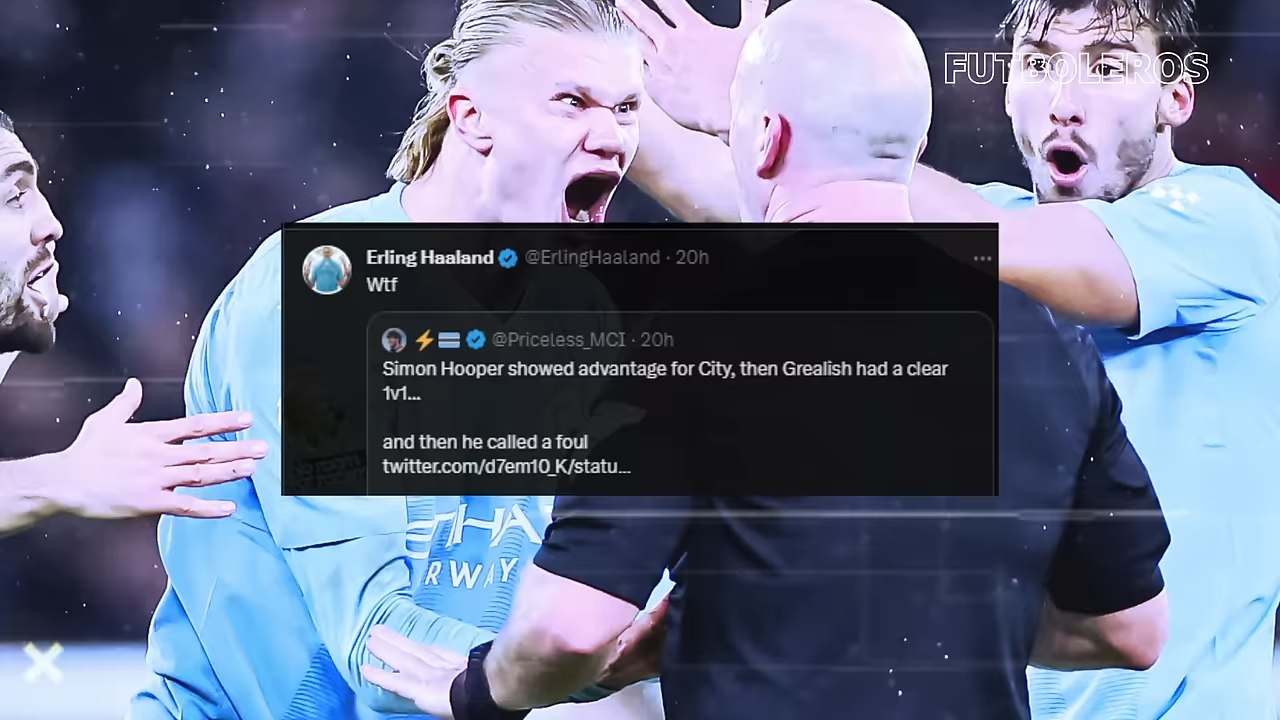 FUTBOLEROS
Erling Haaland @ErlingHaaland · 20h
Wtf
@Priceless_MCI · 20h
Simon Hooper showed advantage for City, then Grealish had a clear
1v1...
and then he called a foul
twitter.com/d7em10_K/statu...
RWAY